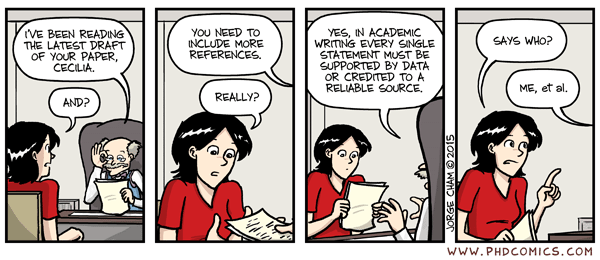 I'VE BEEN READING
THE LATEST DRAFT
OF YOUR PAPER,
CECILIA.
AND?
YOU NEED TO
INCLUDE MORE
REFERENCES.
REALLY?
YES, IN ACADEMIC
WRITING EVERY SINGLE
STATEMENT MUST BE
SUPPORTED BY DATA
OR CREDITED TO A
RELIABLE SOURCE.
JORGE CHAM © 2015
SAYS WHO?
ME, et al.
WWW.PHDCOMICS.COM